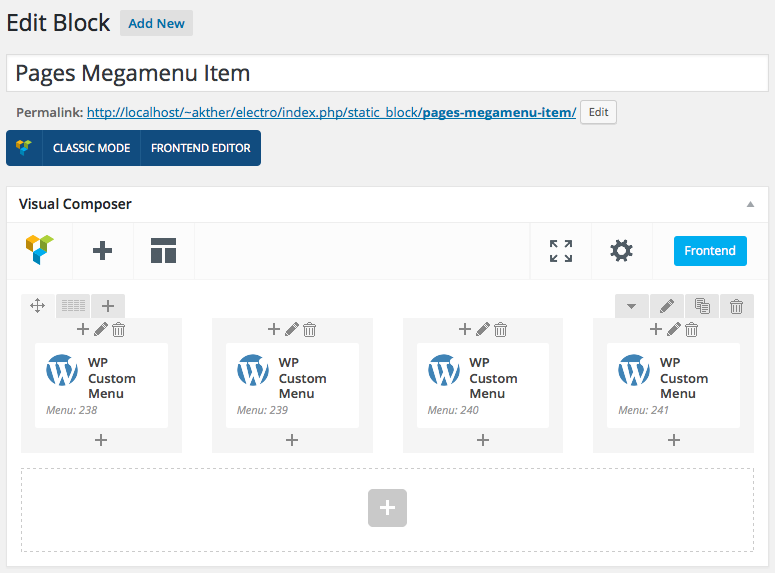 Edit Block Add New
Pages Megamenu Item
Permalink: http://localhost/~akther/electro/index.php/static_block/pages-megamenu-item/ Edit
CLASSIC MODE FRONTEND EDITOR
Visual Composer
Frontend
WP
Custom
Menu
Menu: 238
WP
Custom
Menu
Menu: 239
WP
Custom
Menu
Menu: 240
WP
Custom
Menu
Menu: 241